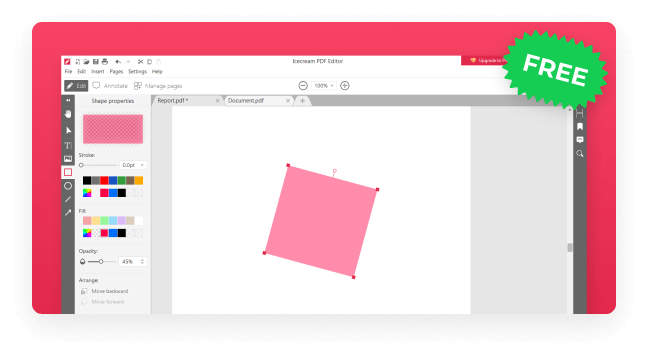 Icecream PDF Editor
Upgrade to
File Edit Insert Pages Settings Help
Edit Annotate Manage pages
100%
FREE
Shape properties
Report.pdf * Document.pdf
Stroke:
0.0pt
Fill:
Opacity:
45%
Arrange
Move backward
Move forward